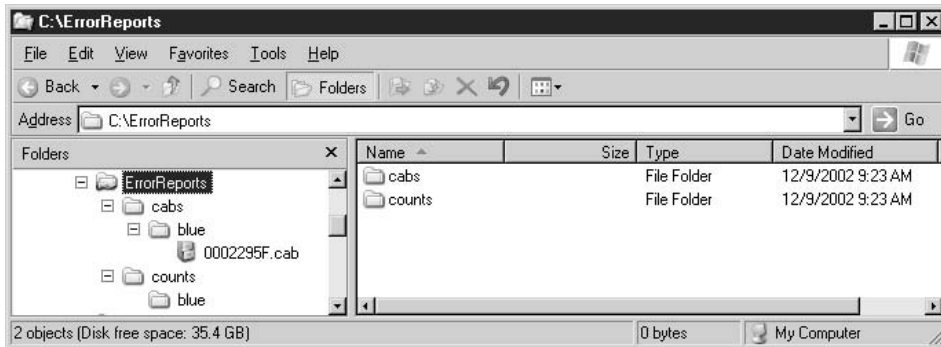 C:\ErrorReports
File Edit View Favorites Tools Help
Back Search Folders
Address C:\ErrorReports Go
Folders
ErrorReports
cabs
blue
0002295F.cab
counts
blue
Name Size Type Date Modified
cabs File Folder 12/9/2002 9:23 AM
counts File Folder 12/9/2002 9:23 AM
2 objects (Disk free space: 35.4 GB) 0 bytes My Computer